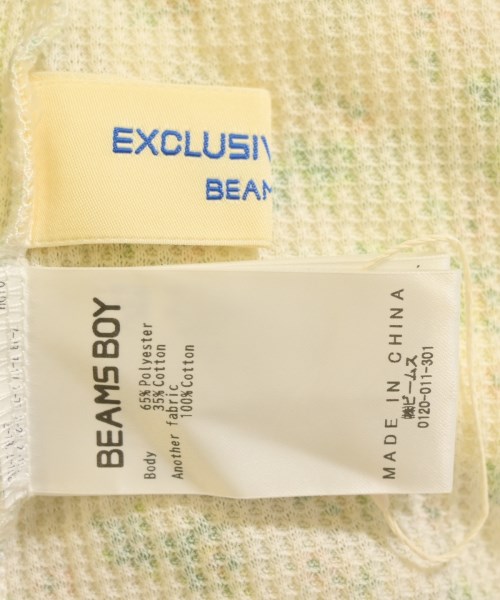 EXCLUSIV
BEAM
BEAMS BOY
Body
65% Polyester
35% Cotton
Another fabric
100% Cotton
MADE IN CHINA
㈱ビームス
0120-011-301